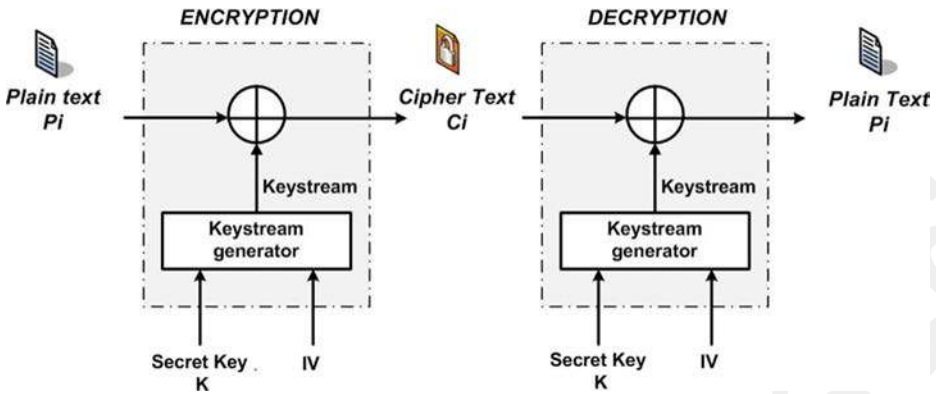 ENCRYPTION
DECRYPTION
Plain text
Pi
Cipher Text
Ci
Plain Text
Pi
Keystream
Keystream
Keystream
generator
Keystream
generator
Secret Key
K
IV
Secret Key
K
IV